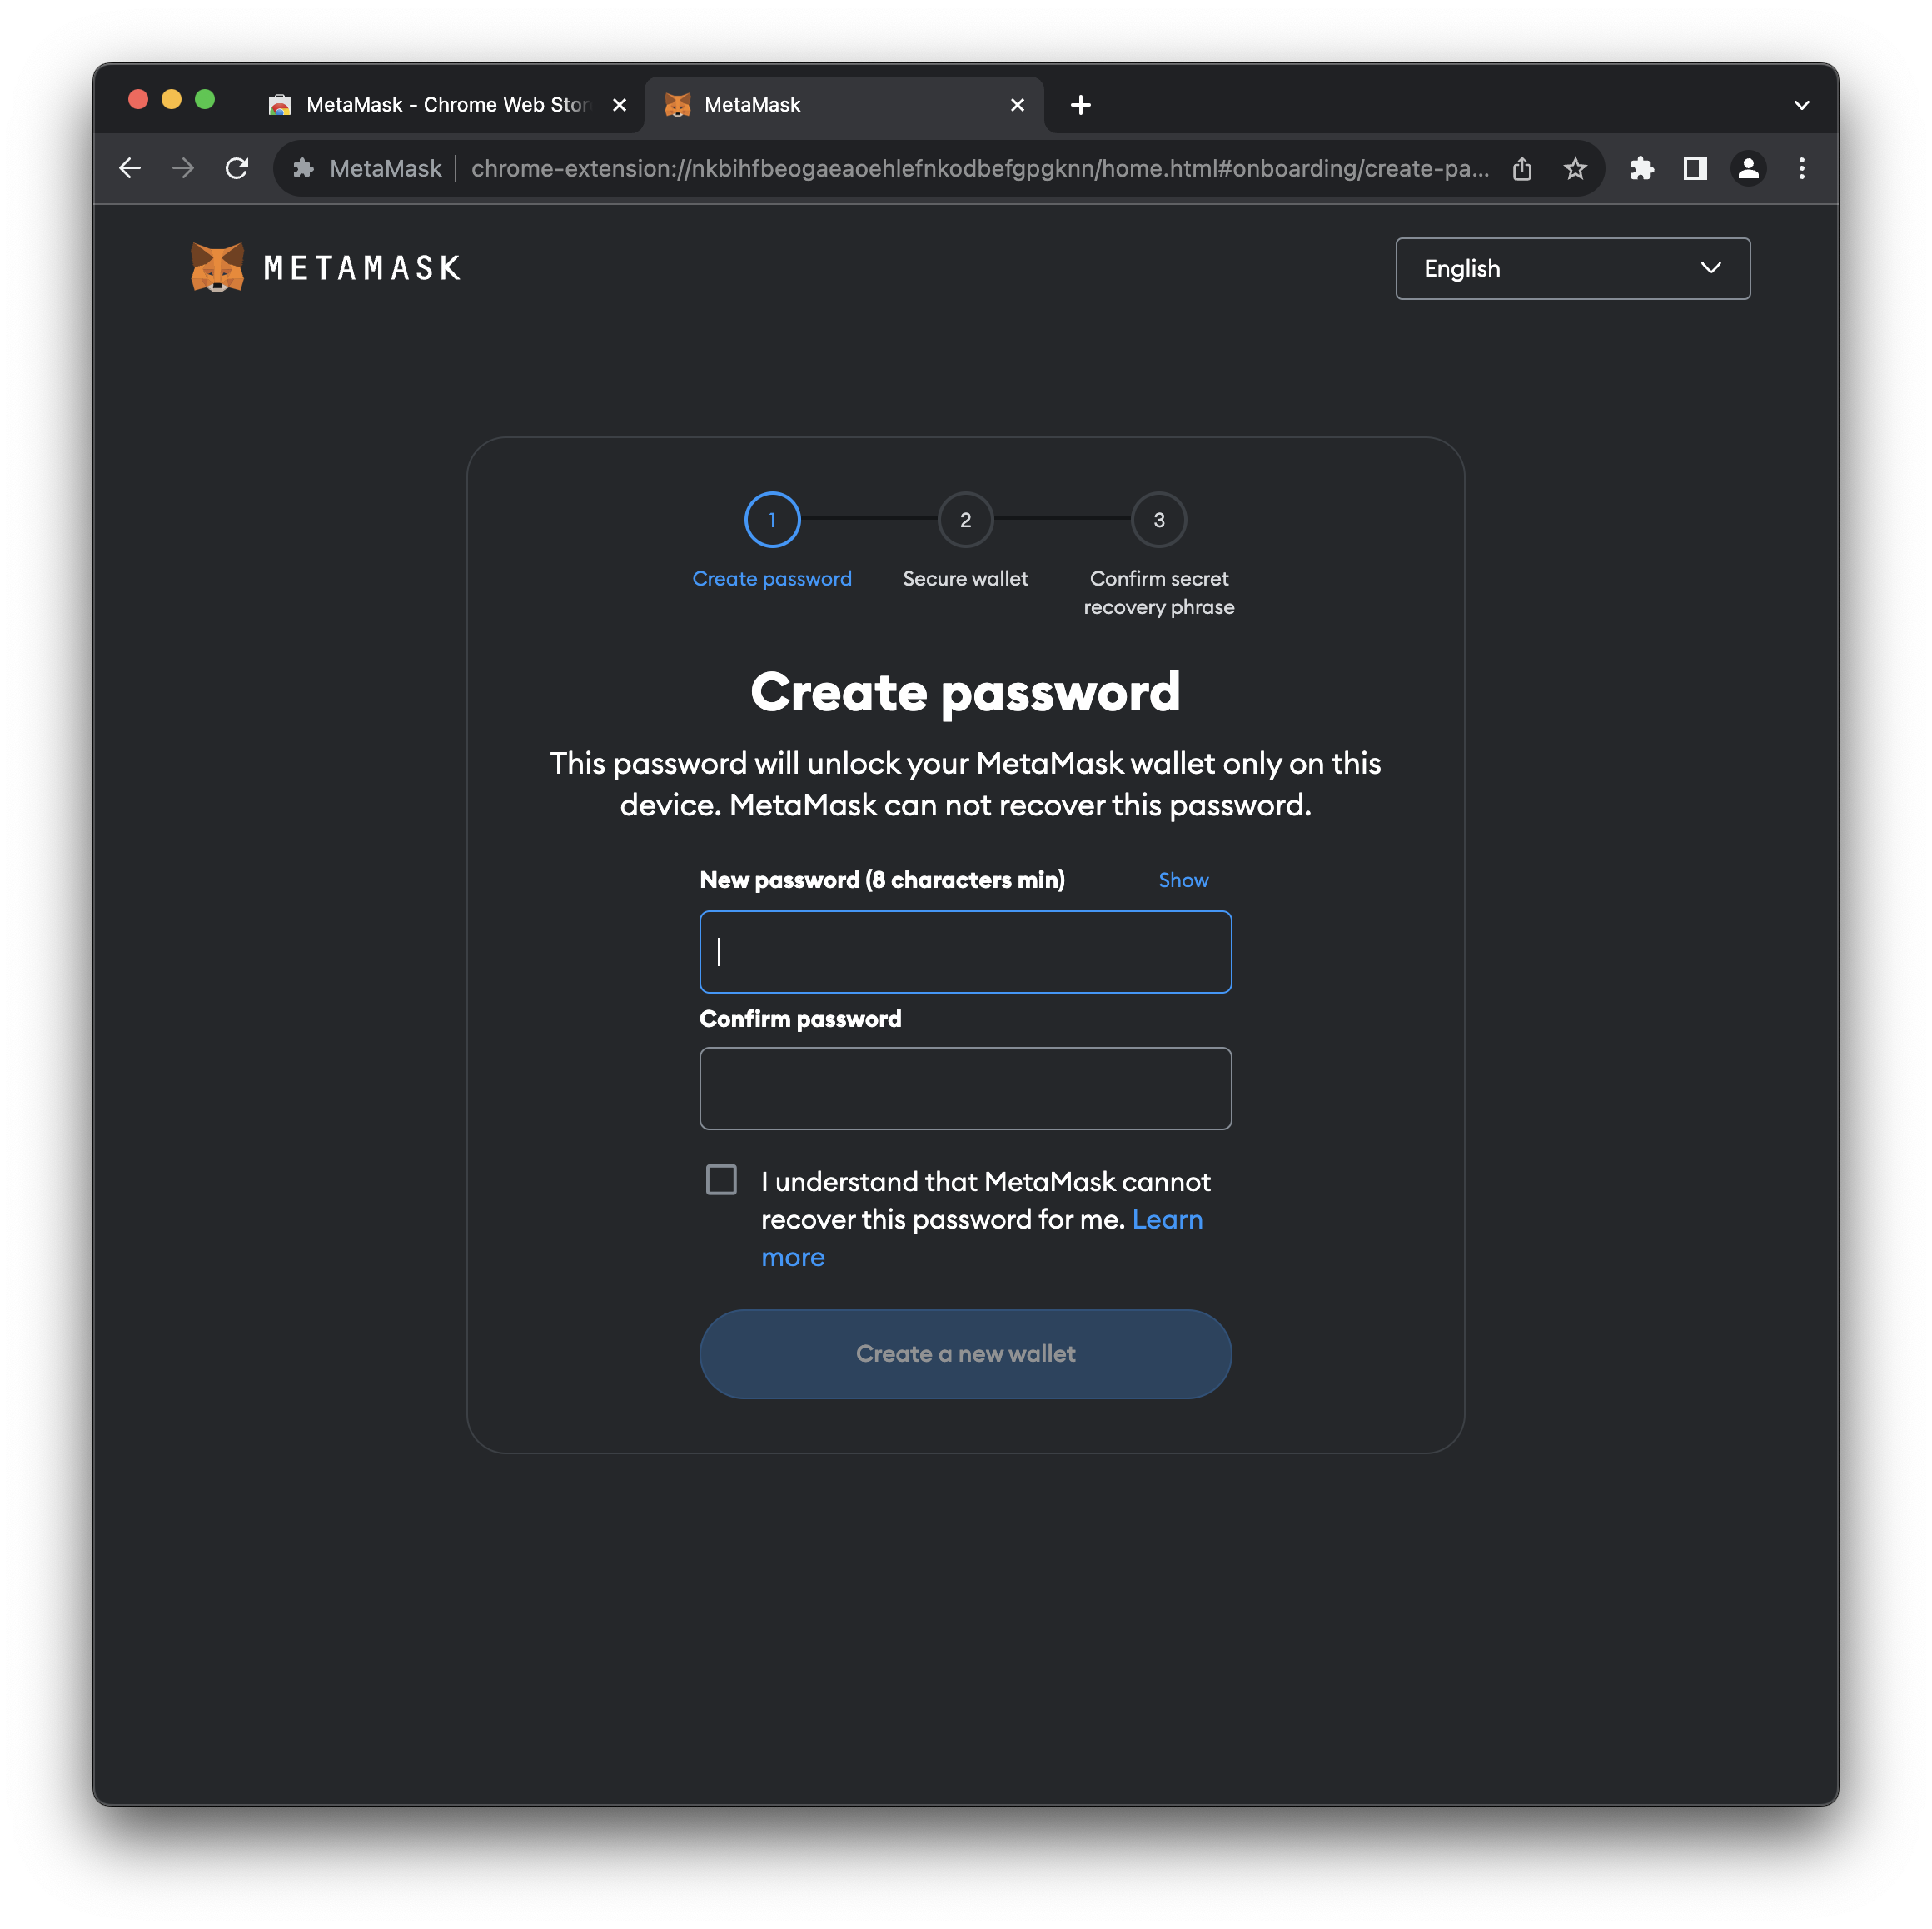 MetaMask - Chrome Web Stor
MetaMask
MetaMask
chrome-extension://nkbihfbeogaeaoehlefnkodbefgpgknn/home.html#onboarding/create-pa...
METAMASK
English
1
2
3
Create password
Secure wallet
Confirm secret
recovery phrase
Create password
This password will unlock your MetaMask wallet only on this
device. MetaMask can not recover this password.
New password (8 characters min)
Show
Confirm password
I understand that MetaMask cannot
recover this password for me. Learn
more
Create a new wallet